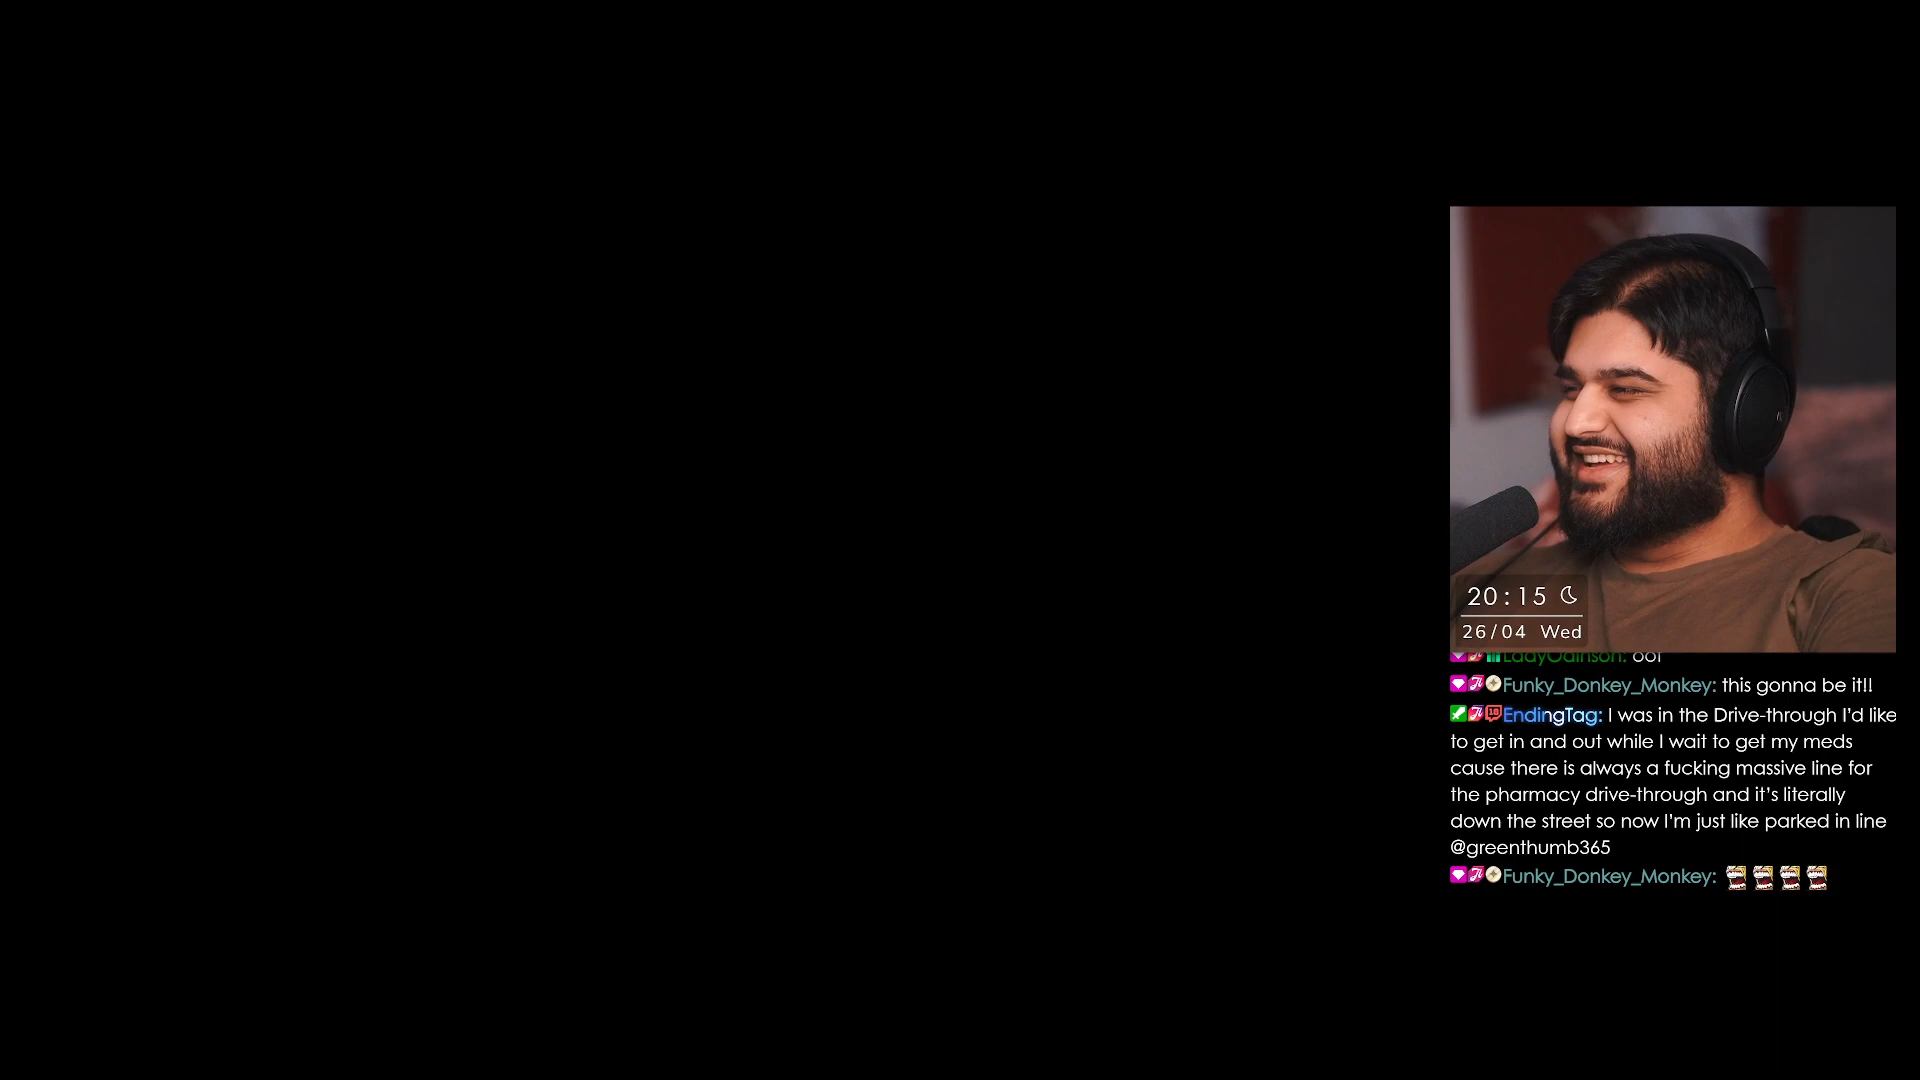 20:15
26/04 Wed
LadyOdinson: oof
Funky_Donkey_Monkey: this gonna be it!!
EndingTag: I was in the Drive-through I'd like
to get in and out while I wait to get my meds
cause there is always a fucking massive line for
the pharmacy drive-through and it's literally
down the street so now I'm just like parked in line
@greenthumb365
Funky_Donkey_Monkey: